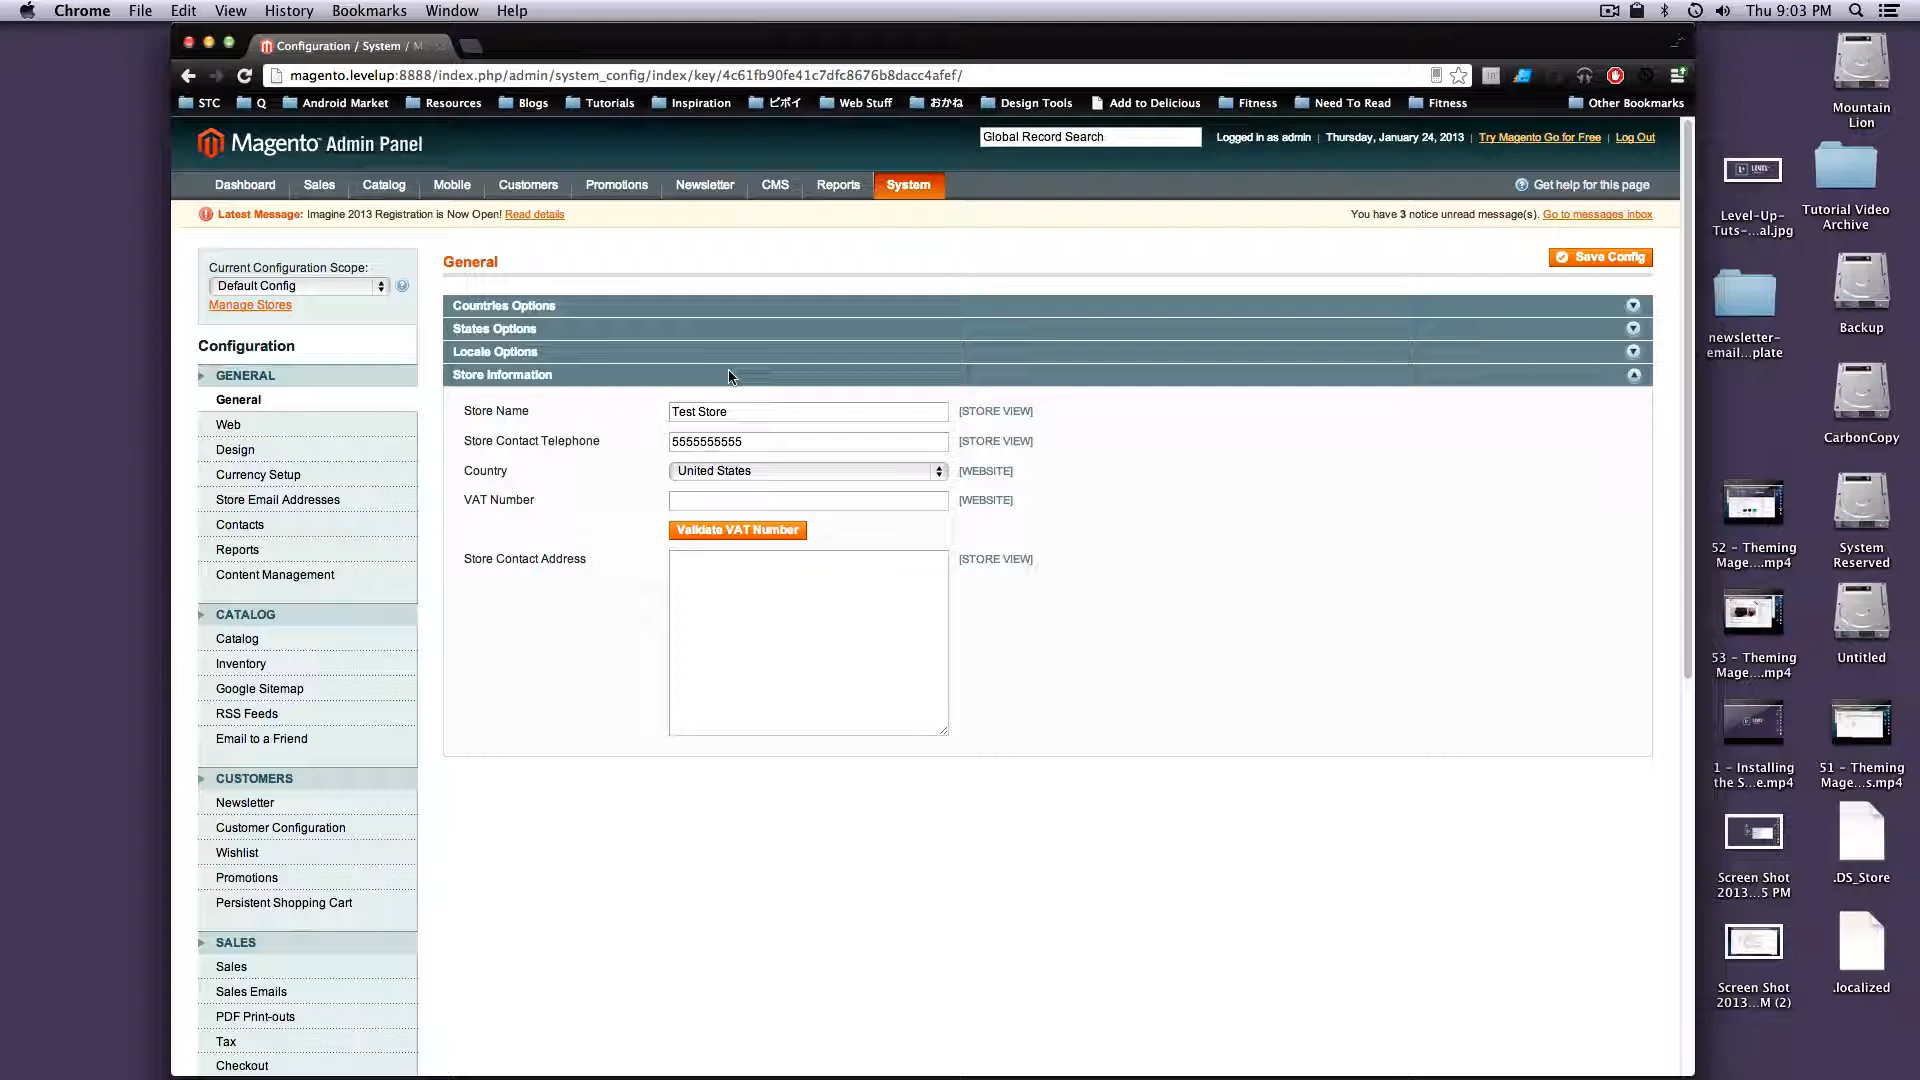 Chrome File Edit View History Bookmarks Window Help Thu 9:03 PM
Configuration / System / M
magento.levelup:8888/index.php/admin/system_config/index/key/4c61fb90fe41c7dfc8676b8dacc4afef/
STC Q Android Market Resources Blogs Tutorials Inspiration ビボイ Web Stuff おかね Design Tools Add to Delicious Fitness Need To Read Fitness Other Bookmarks
Magento™ Admin Panel
Global Record Search
Logged in as admin | Thursday, January 24, 2013 | Try Magento Go for Free | Log Out
Dashboard Sales Catalog Mobile Customers Promotions Newsletter CMS Reports System
Get help for this page
Latest Message: Imagine 2013 Registration is Now Open! Read details
You have 3 notice unread message(s). Go to messages inbox
Current Configuration Scope:
Default Config
Manage Stores
Configuration
GENERAL
General
Web
Design
Currency Setup
Store Email Addresses
Contacts
Reports
Content Management
CATALOG
Catalog
Inventory
Google Sitemap
RSS Feeds
Email to a Friend
CUSTOMERS
Newsletter
Customer Configuration
Wishlist
Promotions
Persistent Shopping Cart
SALES
Sales
Sales Emails
PDF Print-outs
Tax
Checkout
General
Save Config
Countries Options
States Options
Locale Options
Store Information
Store Name Test Store [STORE VIEW]
Store Contact Telephone 5555555555 [STORE VIEW]
Country United States [WEBSITE]
VAT Number [WEBSITE]
Validate VAT Number
Store Contact Address [STORE VIEW]
Mountain
Lion
Level-Up-
Tuts-...al.jpg
Tutorial Video
Archive
newsletter-
email...plate
Backup
CarbonCopy
52 - Theming
Mage....mp4
System
Reserved
53 - Theming
Mage....mp4
Untitled
1 - Installing
the S...e.mp4
51 - Theming
Mage...s.mp4
Screen Shot
2013...5 PM
.DS_Store
Screen Shot
2013...M (2)
.localized